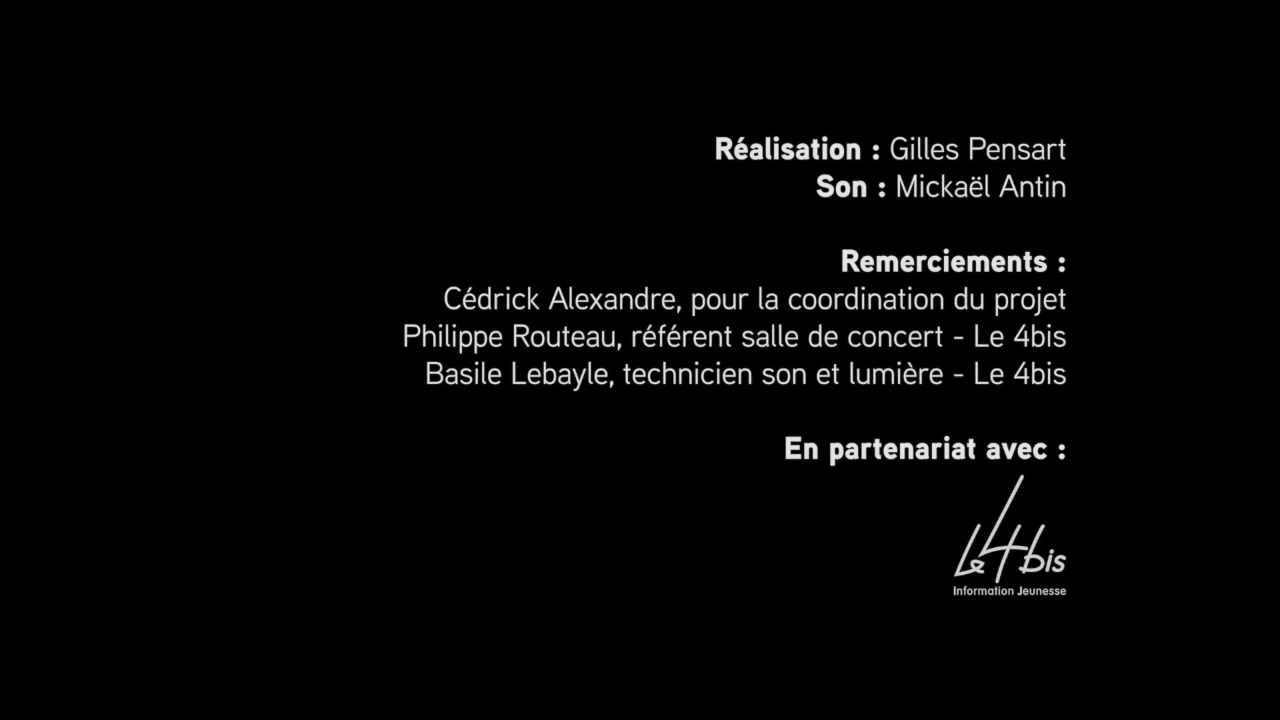 Réalisation : Gilles Pensart
Son : Mickaël Antin
Remerciements :
Cédrick Alexandre, pour la coordination du projet
Philippe Routeau, référent salle de concert - Le 4bis
Basile Lebayle, technicien son et lumière - Le 4bis
En partenariat avec :
Le 4bis
Information Jeunesse